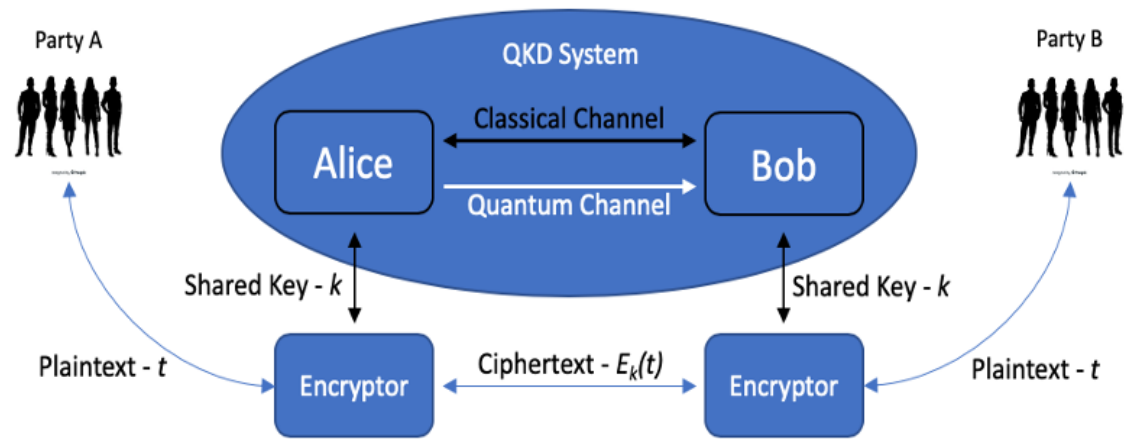 Party A
QKD System
Party B
Classical Channel
Alice
Bob
Quantum Channel
Shared Key - k
Shared Key - k
Plaintext - t
Encryptor
Ciphertext - Eₖ(t)
Encryptor
Plaintext - t